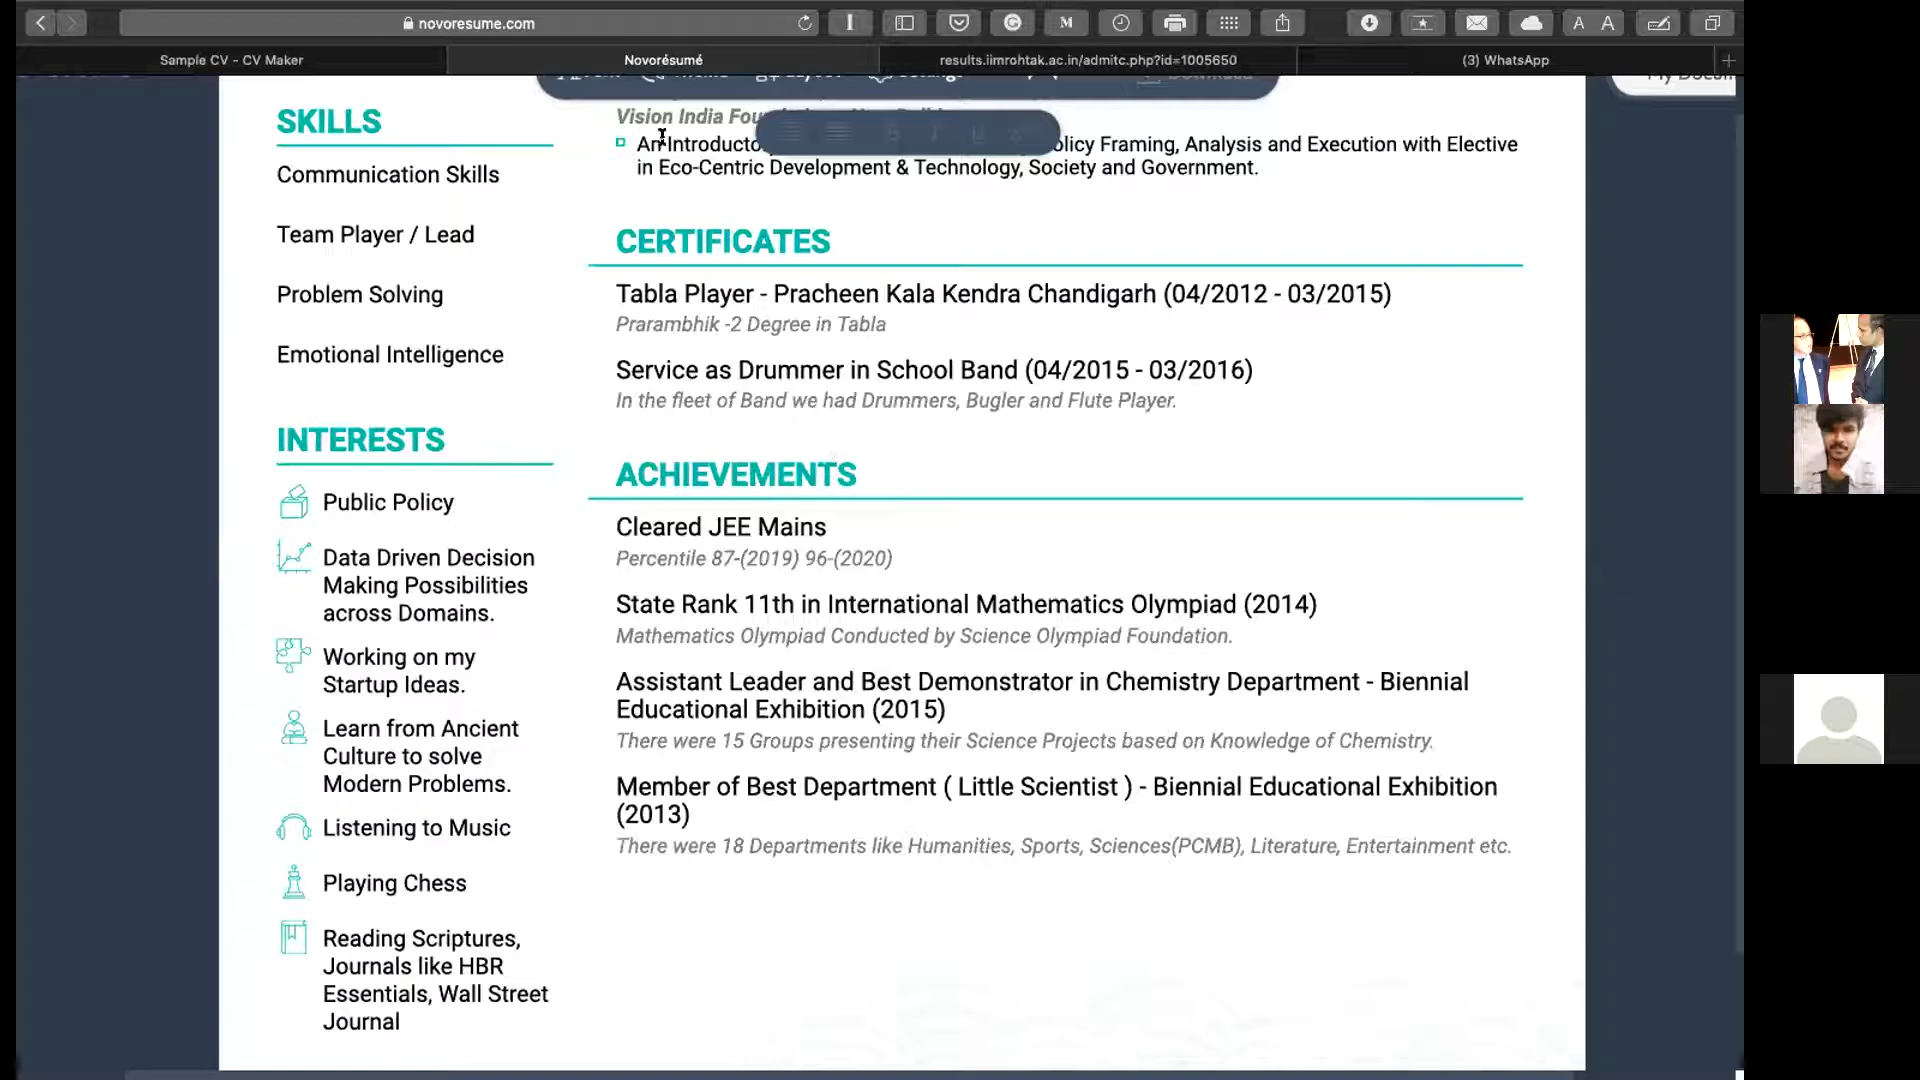 novoresume.com
Sample CV - CV Maker
Novorésumé
results.iimrohtak.ac.in/admitc.php?id=1005650
(3) WhatsApp
SKILLS
Communication Skills
Team Player / Lead
Problem Solving
Emotional Intelligence
INTERESTS
Public Policy
Data Driven Decision
Making Possibilities
across Domains.
Working on my
Startup Ideas.
Learn from Ancient
Culture to solve
Modern Problems.
Listening to Music
Playing Chess
Reading Scriptures,
Journals like HBR
Essentials, Wall Street
Journal
Vision India
An Framing, Analysis and Execution with Elective
in Eco-Centric Development & Technology, Society and Government.
CERTIFICATES
Tabla Player - Pracheen Kala Kendra Chandigarh (04/2012 - 03/2015)
Prarambhik -2 Degree in Tabla
Service as Drummer in School Band (04/2015 - 03/2016)
In the fleet of Band we had Drummers, Bugler and Flute Player.
ACHIEVEMENTS
Cleared JEE Mains
Percentile 87-(2019) 96-(2020)
State Rank 11th in International Mathematics Olympiad (2014)
Mathematics Olympiad Conducted by Science Olympiad Foundation.
Assistant Leader and Best Demonstrator in Chemistry Department - Biennial
Educational Exhibition (2015)
There were 15 Groups presenting their Science Projects based on Knowledge of Chemistry.
Member of Best Department ( Little Scientist ) - Biennial Educational Exhibition
(2013)
There were 18 Departments like Humanities, Sports, Sciences(PCMB), Literature, Entertainment etc.